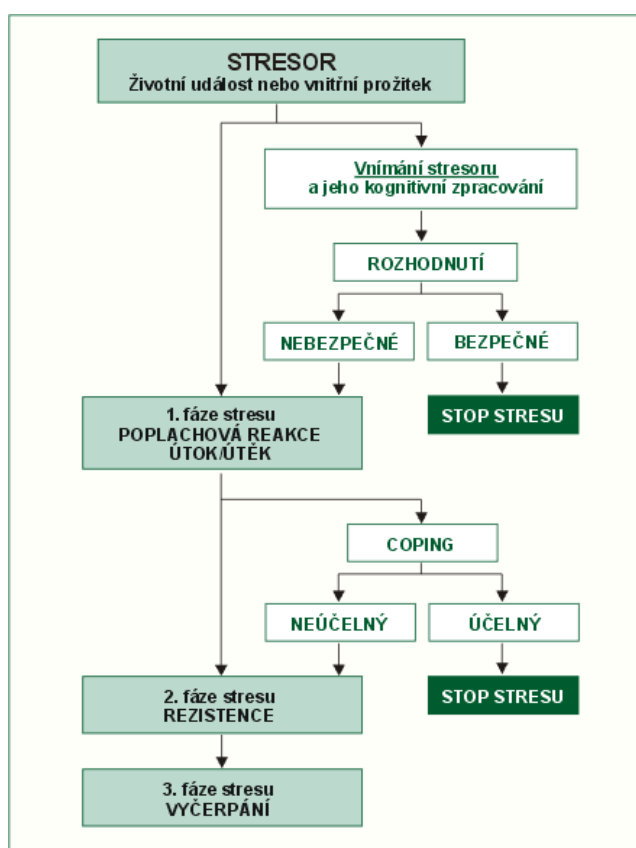 STRESOR
Životní událost nebo vnitřní prožitek
Vnímání stresoru
a jeho kognitivní zpracování
ROZHODNUTÍ
NEBEZPEČNÉ
BEZPEČNÉ
1. fáze stresu
POPLACHOVÁ REAKCE
ÚTOK/ÚTĚK
STOP STRESU
COPING
NEÚČELNÝ
ÚČELNÝ
2. fáze stresu
REZISTENCE
STOP STRESU
3. fáze stresu
VYČERPÁNÍ